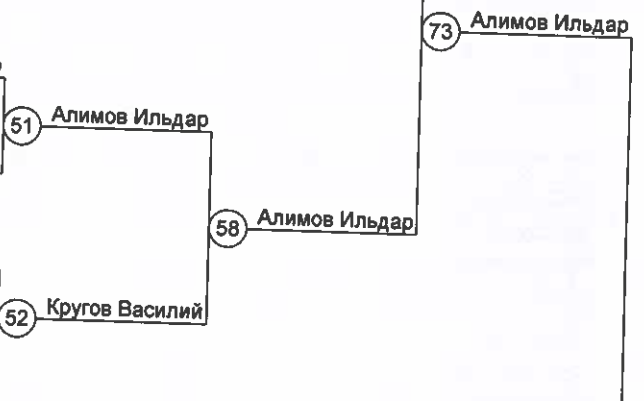 73 Алимов Ильдар
51 Алимов Ильдар
58 Алимов Ильдар
52 Кругов Василий